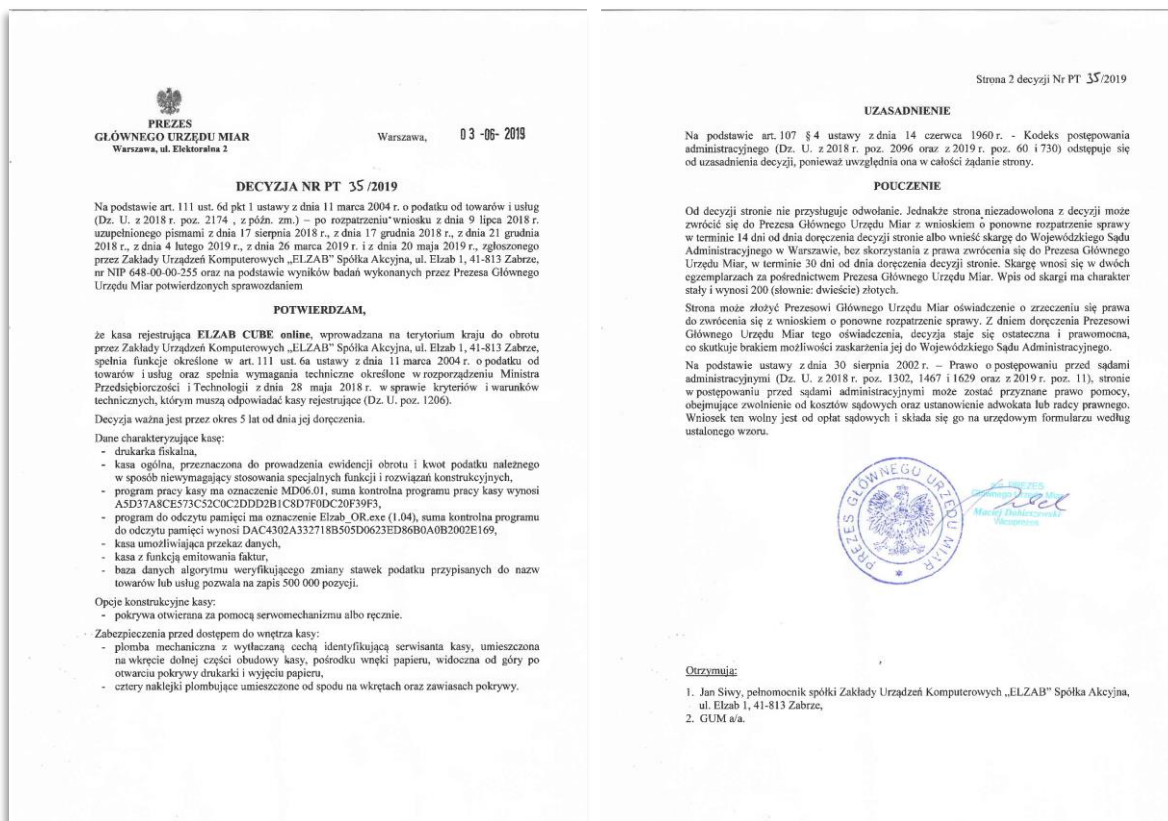 PREZES
GŁÓWNEGO URZĘDU MIAR
Warszawa, ul. Elektoralna 2
Warszawa, 03 -06- 2019
DECYZJA NR PT 35/2019
Na podstawie art. 111 ust. 6d pkt 1 ustawy z dnia 11 marca 2004 r. o podatku od towarów i usług
(Dz. U. z 2018 r. poz. 2174 , z późn. zm.) – po rozpatrzeniu wniosku z dnia 9 lipca 2018 r.
uzupełnionego pismami z dnia 17 sierpnia 2018 r., z dnia 17 grudnia 2018 r., z dnia 21 grudnia
2018 r., z dnia 4 lutego 2019 r., z dnia 26 marca 2019 r. i z dnia 20 maja 2019 r., zgłoszonego
przez Zakłady Urządzeń Komputerowych „ELZAB” Spółka Akcyjna, ul. Elzab 1, 41-813 Zabrze,
nr NIP 648-00-00-255 oraz na podstawie wyników badań wykonanych przez Prezesa Głównego
Urzędu Miar potwierdzonych sprawozdaniem
POTWIERDZAM,
że kasa rejestrująca ELZAB CUBE online, wprowadzana na terytorium kraju do obrotu
przez Zakłady Urządzeń Komputerowych „ELZAB” Spółka Akcyjna, ul. Elzab 1, 41-813 Zabrze,
spełnia funkcje określone w art. 111 ust. 6a ustawy z dnia 11 marca 2004 r. o podatku od
towarów i usług oraz spełnia wymagania techniczne określone w rozporządzeniu Ministra
Przedsiębiorczości i Technologii z dnia 28 maja 2018 r. w sprawie kryteriów i warunków
technicznych, którym muszą odpowiadać kasy rejestrujące (Dz. U. poz. 1206).
Decyzja ważna jest przez okres 5 lat od dnia jej doręczenia.
Dane charakteryzujące kasę:
- drukarka fiskalna,
- kasa ogólna, przeznaczona do prowadzenia ewidencji obrotu i kwot podatku należnego
w sposób niewymagający stosowania specjalnych funkcji i rozwiązań konstrukcyjnych,
- program pracy kasy ma oznaczenie MD06.01, suma kontrolna programu pracy kasy wynosi
A5D37A8CE573C52C0C2DDD2B1C8D7F0DC20F39F3,
- program do odczytu pamięci ma oznaczenie Elzab_OR.exe (1.04), suma kontrolna programu
do odczytu pamięci wynosi DAC4302A332718B505D0623ED86B0A0B2002E169,
- kasa umożliwiająca przekaz danych,
- kasa z funkcją emitowania faktur,
- baza danych algorytmu weryfikującego zmiany stawek podatku przypisanych do nazw
towarów lub usług pozwala na zapis 500 000 pozycji.
Opcje konstrukcyjne kasy:
- pokrywa otwierana za pomocą serwomechanizmu albo ręcznie.
Zabezpieczenia przed dostępem do wnętrza kasy:
- plomba mechaniczna z wytłaczaną cechą identyfikującą serwisanta kasy, umieszczona
na wkręcie dolnej części obudowy kasy, pośrodku wnęki papieru, widoczna od góry po
otwarciu pokrywy drukarki i wyjęciu papieru,
- cztery naklejki plombujące umieszczone od spodu na wkrętach oraz zawiasach pokrywy.
Strona 2 decyzji Nr PT 35/2019
UZASADNIENIE
Na podstawie art. 107 § 4 ustawy z dnia 14 czerwca 1960 r. - Kodeks postępowania
administracyjnego (Dz. U. z 2018 r. poz. 2096 oraz z 2019 r. poz. 60 i 730) odstępuje się
od uzasadnienia decyzji, ponieważ uwzględnia ona w całości żądanie strony.
POUCZENIE
Od decyzji stronie nie przysługuje odwołanie. Jednakże strona niezadowolona z decyzji może
zwrócić się do Prezesa Głównego Urzędu Miar z wnioskiem o ponowne rozpatrzenie sprawy
w terminie 14 dni od dnia doręczenia decyzji stronie albo wnieść skargę do Wojewódzkiego Sądu
Administracyjnego w Warszawie, bez skorzystania z prawa zwrócenia się do Prezesa Głównego
Urzędu Miar, w terminie 30 dni od dnia doręczenia decyzji stronie. Skargę wnosi się w dwóch
egzemplarzach za pośrednictwem Prezesa Głównego Urzędu Miar. Wpis od skargi ma charakter
stały i wynosi 200 (słownie: dwieście) złotych.
Strona może złożyć Prezesowi Głównego Urzędu Miar oświadczenie o zrzeczeniu się prawa
do zwrócenia się z wnioskiem o ponowne rozpatrzenie sprawy. Z dniem doręczenia Prezesowi
Głównego Urzędu Miar tego oświadczenia, decyzja staje się ostateczna i prawomocna,
co skutkuje brakiem możliwości zaskarżenia jej do Wojewódzkiego Sądu Administracyjnego.
Na podstawie ustawy z dnia 30 sierpnia 2002 r. – Prawo o postępowaniu przed sądami
administracyjnymi (Dz. U. z 2018 r. poz. 1302, 1467 i 1629 oraz z 2019 r. poz. 11), stronie
w postępowaniu przed sądami administracyjnymi może zostać przyznane prawo pomocy,
obejmujące zwolnienie od kosztów sądowych oraz ustanowienie adwokata lub radcy prawnego.
Wniosek ten wolny jest od opłat sądowych i składa się go na urzędowym formularzu według
ustalonego wzoru.
PREZES GŁÓWNEGO URZĘDU MIAR
PREZES
Głównego Urzędu Miar
Maciej Dobieszewski
Wiceprezes
Otrzymują:
1. Jan Siwy, pełnomocnik spółki Zakłady Urządzeń Komputerowych „ELZAB” Spółka Akcyjna,
ul. Elzab 1, 41-813 Zabrze,
2. GUM a/a.